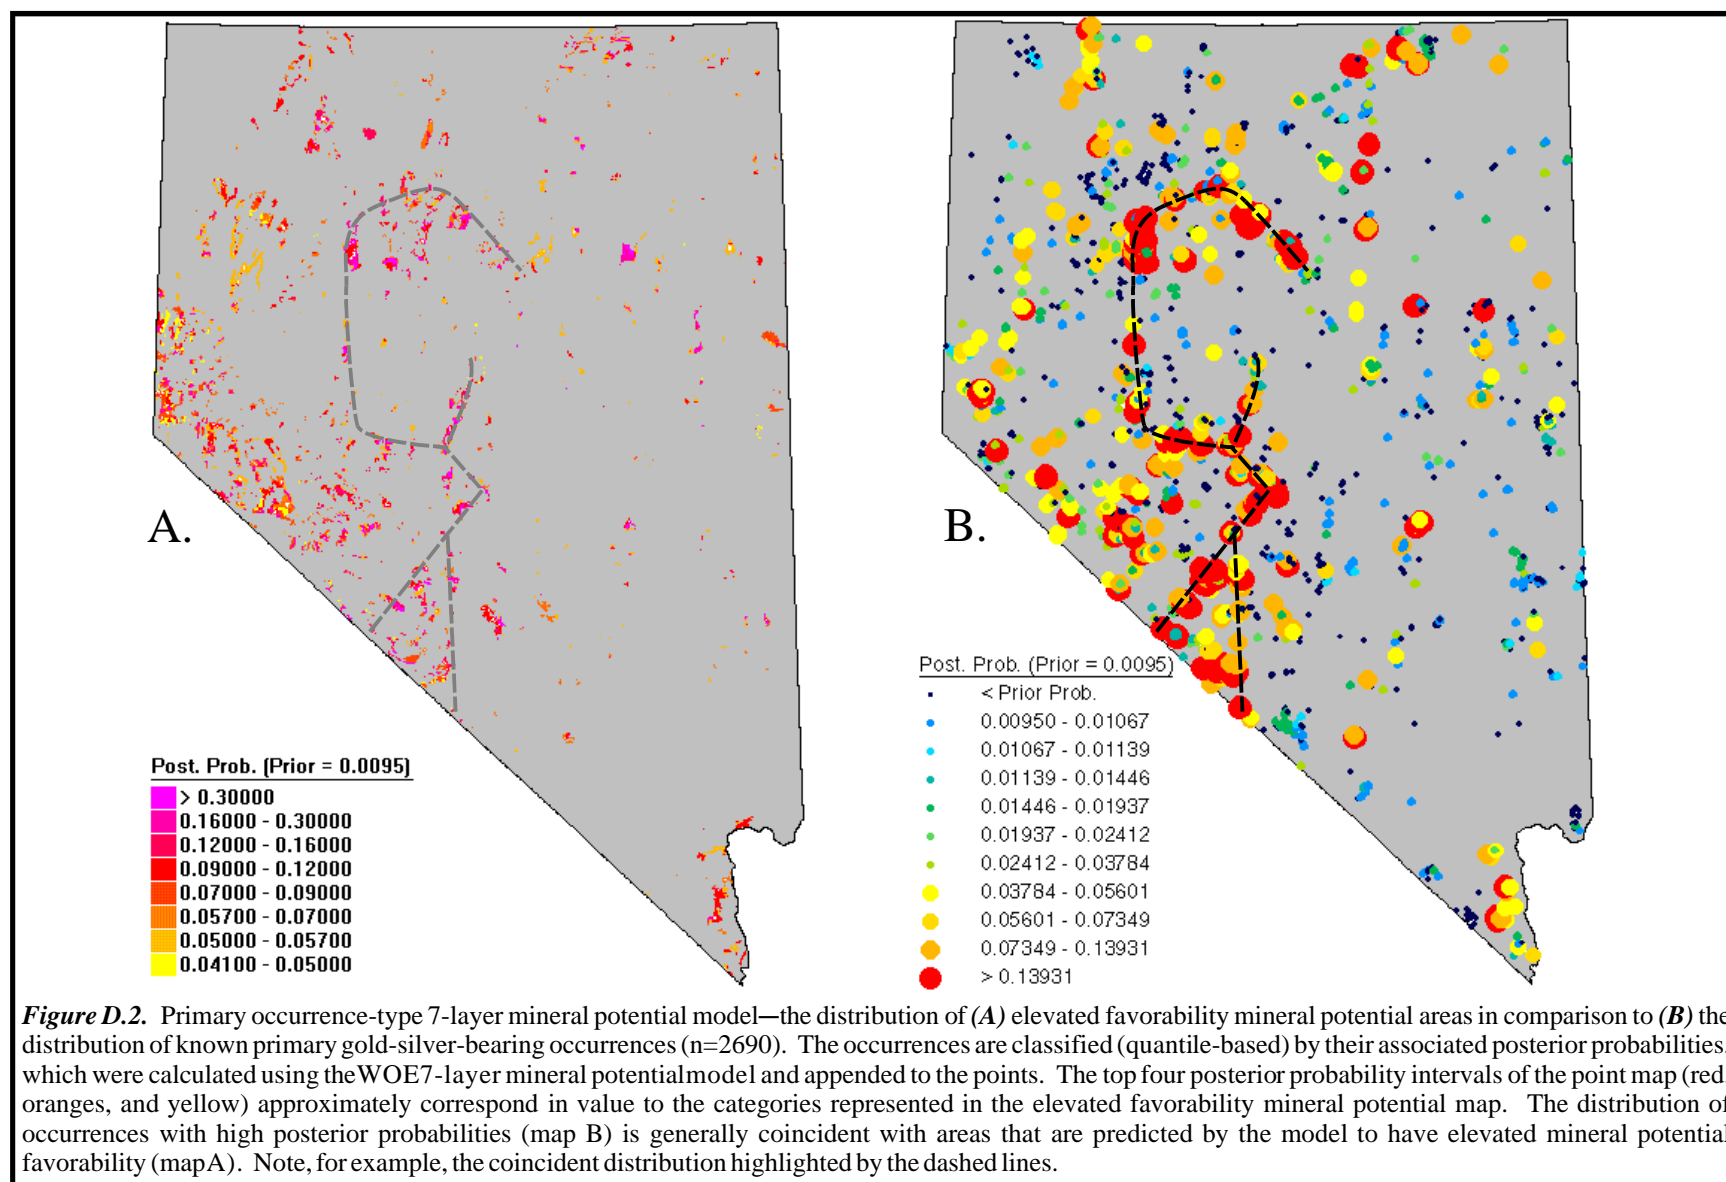 A.
B.
Post. Prob. (Prior = 0.0095)
> 0.30000
0.16000 - 0.30000
0.12000 - 0.16000
0.09000 - 0.12000
0.07000 - 0.09000
0.05700 - 0.07000
0.05000 - 0.05700
0.04100 - 0.05000
Post. Prob. (Prior = 0.0095)
< Prior Prob.
0.00950 - 0.01067
0.01067 - 0.01139
0.01139 - 0.01446
0.01446 - 0.01937
0.01937 - 0.02412
0.02412 - 0.03784
0.03784 - 0.05601
0.05601 - 0.07349
0.07349 - 0.13931
> 0.13931
Figure D.2. Primary occurrence-type 7-layer mineral potential model—the distribution of (A) elevated favorability mineral potential areas in comparison to (B) the
distribution of known primary gold-silver-bearing occurrences (n=2690). The occurrences are classified (quantile-based) by their associated posterior probabilities,
which were calculated using theWOE7-layer mineral potentialmodel and appended to the points. The top four posterior probability intervals of the point map (red,
oranges, and yellow) approximately correspond in value to the categories represented in the elevated favorability mineral potential map. The distribution of
occurrences with high posterior probabilities (map B) is generally coincident with areas that are predicted by the model to have elevated mineral potential
favorability (mapA). Note, for example, the coincident distribution highlighted by the dashed lines.